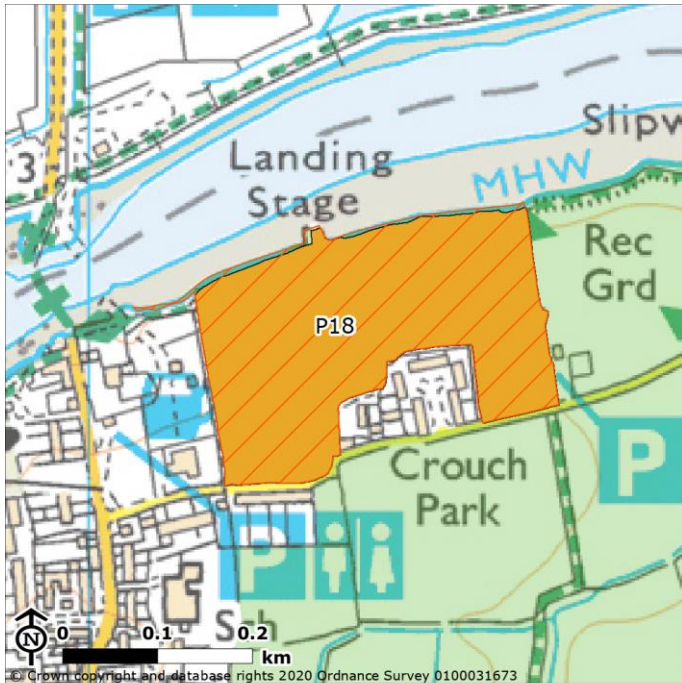 Landing
Stage
Slipw
MHW
3
Rec
Grd
P18
Crouch
Park
P
P
Sch
N
0 0.1 0.2
km
© Crown copyright and database rights 2020 Ordnance Survey 0100031673